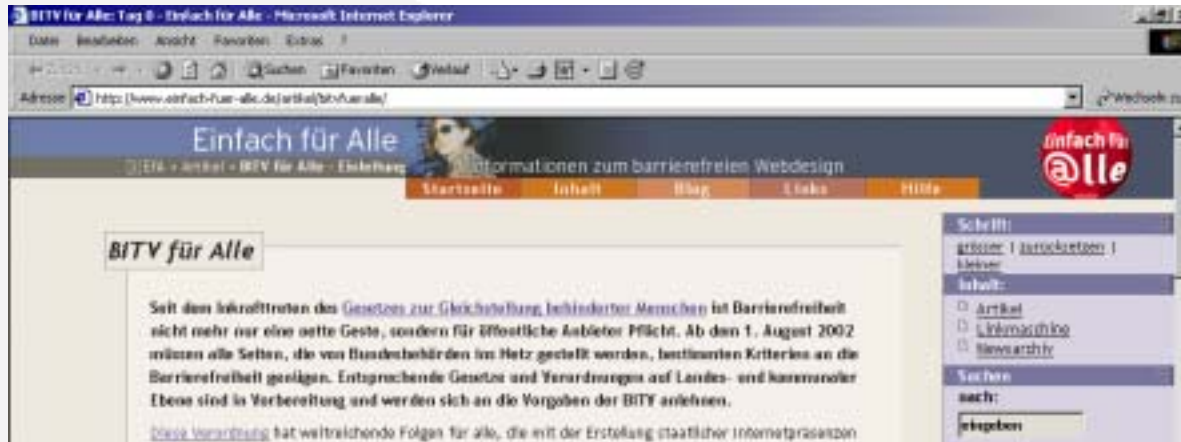 BITV für Alle: Tag 0 - Einfach für Alle - Microsoft Internet Explorer
Datei Bearbeiten Ansicht Favoriten Extras ?
Suchen Favoriten Verlauf
Adresse http://www.einfach-fuer-alle.de/artikel/bitvfueralle/ Wechseln zu
Einfach für Alle
EfA » Artikel » BITV für Alle - Einleitung
Informationen zum barrierefreien Webdesign
Einfach für @lle
Startseite Inhalt Blog Links Hilfe
BITV für Alle
Seit dem Inkrafttreten des Gesetzes zur Gleichstellung behinderter Menschen ist Barrierefreiheit
nicht mehr nur eine nette Geste, sondern für öffentliche Anbieter Pflicht. Ab dem 1. August 2002
müssen alle Seiten, die von Bundesbehörden ins Netz gestellt werden, bestimmten Kriterien an die
Barrierefreiheit genügen. Entsprechende Gesetze und Verordnungen auf Landes- und kommunaler
Ebene sind in Vorbereitung und werden sich an die Vorgaben der BITV anlehnen.
Diese Verordnung hat weitreichende Folgen für alle, die mit der Erstellung staatlicher Internetpräsenzen
Schrift:
grösser | zurücksetzen |
kleiner
Inhalt:
Artikel
Linkmaschine
Newsarchiv
Suchen
nach:
eingeben